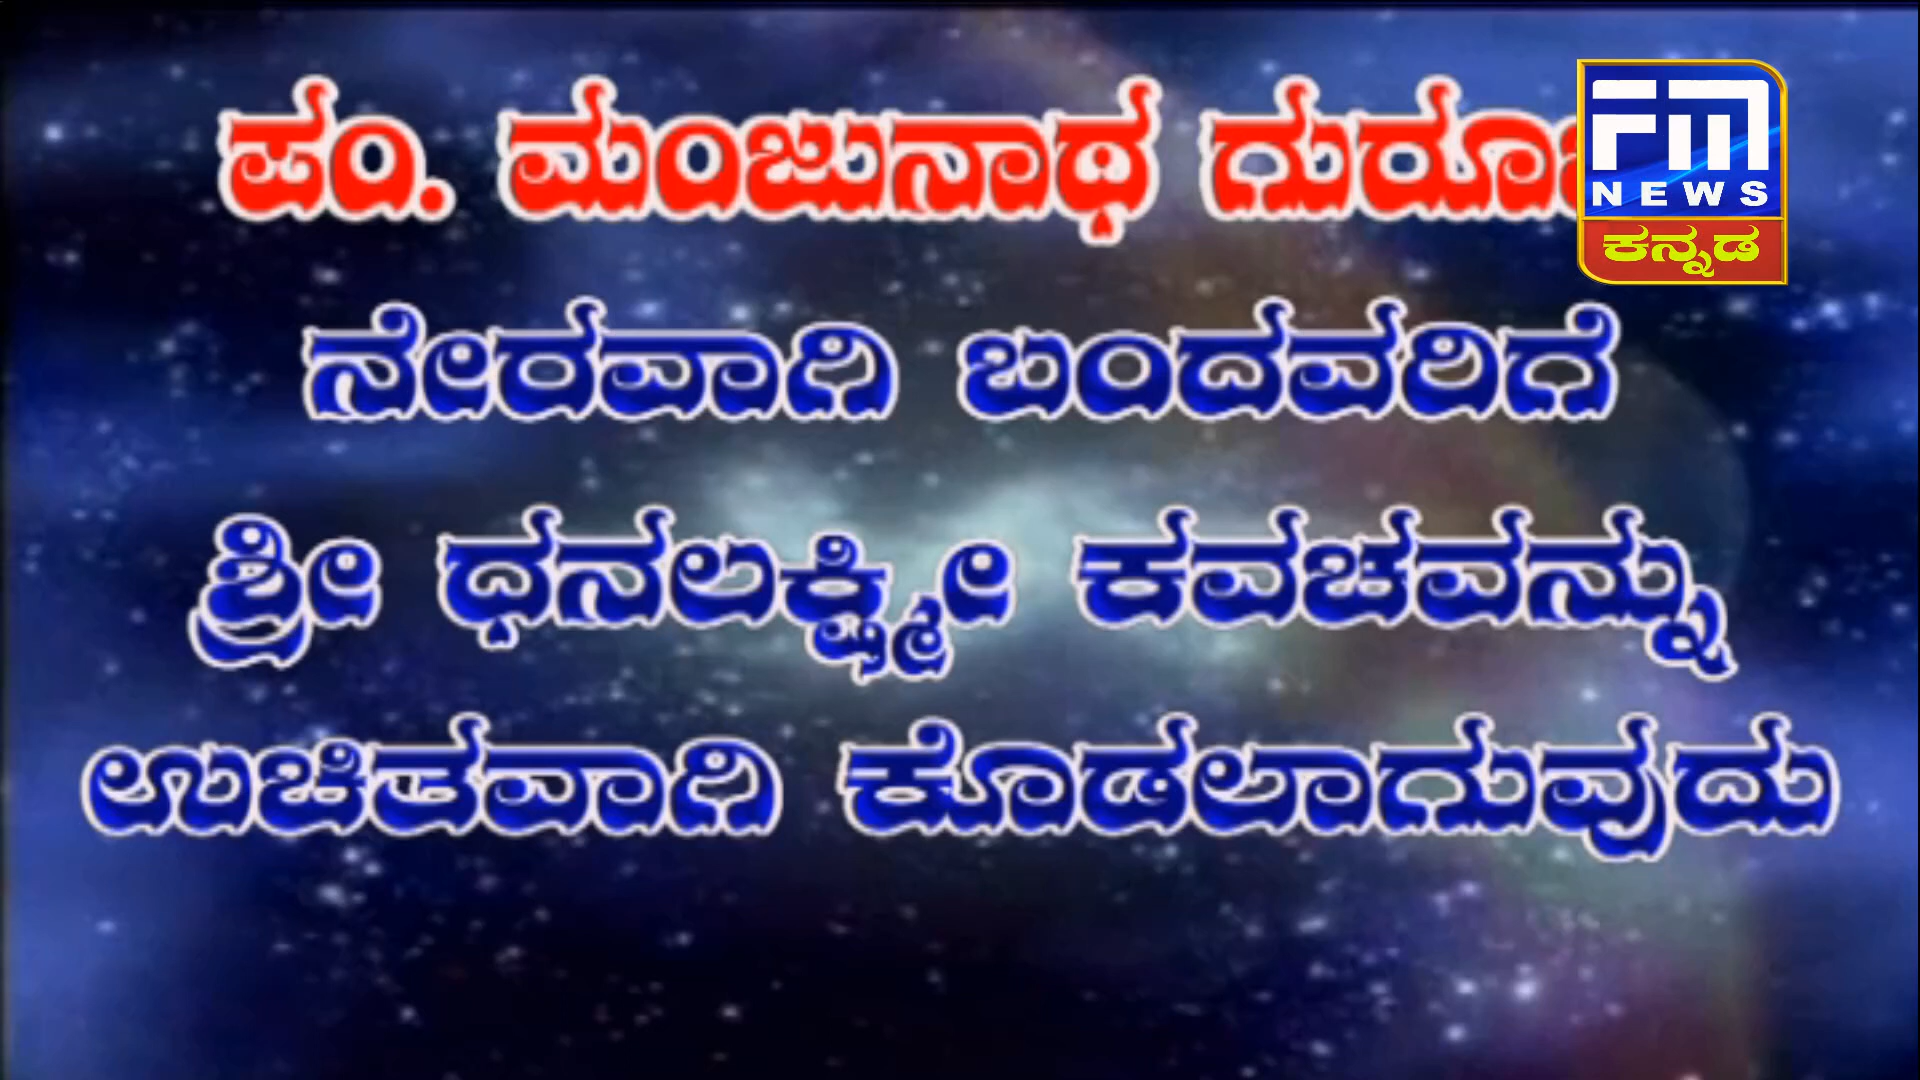 ಪಂ. ಮಂಜುನಾಥ
FM
NEWS
ಕನ್ನಡ
ನೇರವಾಗಿ ಬಂದವರಿಗೆ
ಶ್ರೀ ಧನಲಕ್ಷ್ಮೀ ಕವಚವನ್ನು
ಉಚಿತವಾಗಿ ಕೊಡಲಾಗುವುದು